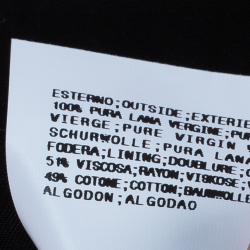 ESTERNO;OUTSIDE;EXTERIE
100% PURA LANA VERGINE;PU
VIERGE;PURE VIRGIN W
SCHURWOLLE;PURA LAN
FODERA;LINING;DOUBLURE;
51% VISCOSA;RAYON;VISKOSE;
49% COTONE;COTTON;BAUMWOLLE
ALGODON;ALGODAO